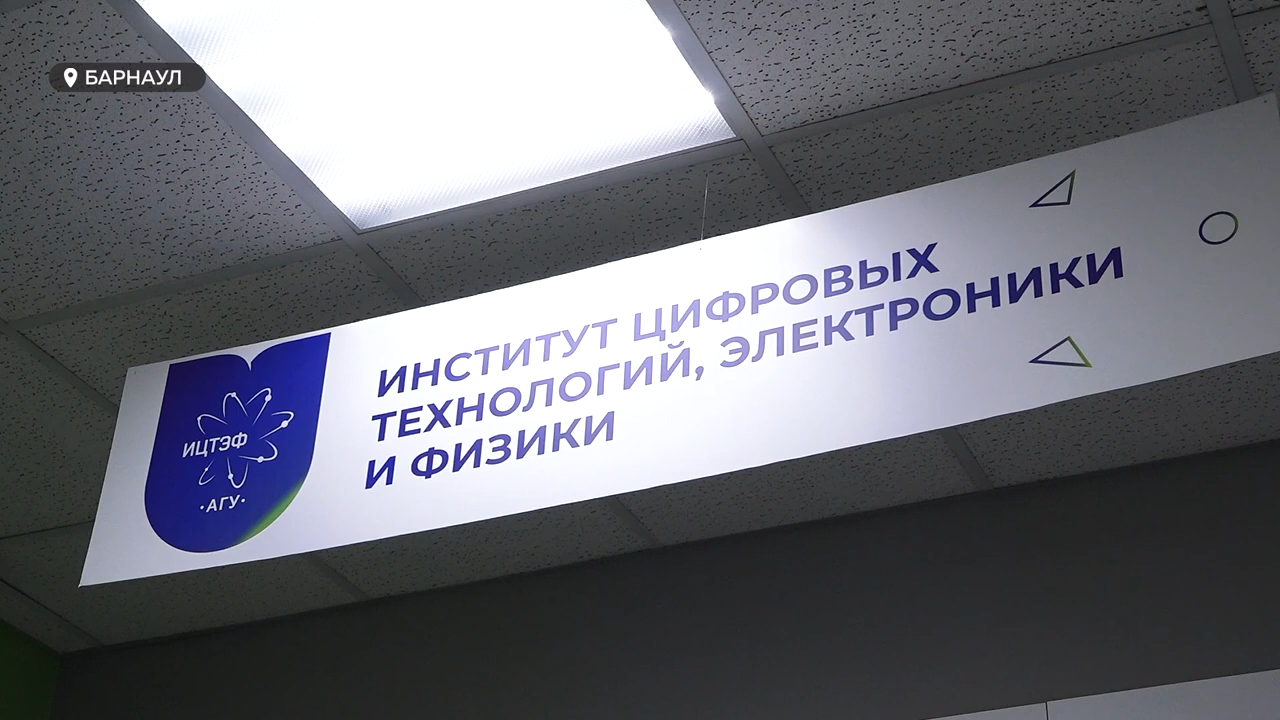 БАРНАУЛ
ИНСТИТУТ ЦИФРОВЫХ
ТЕХНОЛОГИЙ, ЭЛЕКТРОНИКИ
И ФИЗИКИ
ИЦТЭФ
·АГУ·